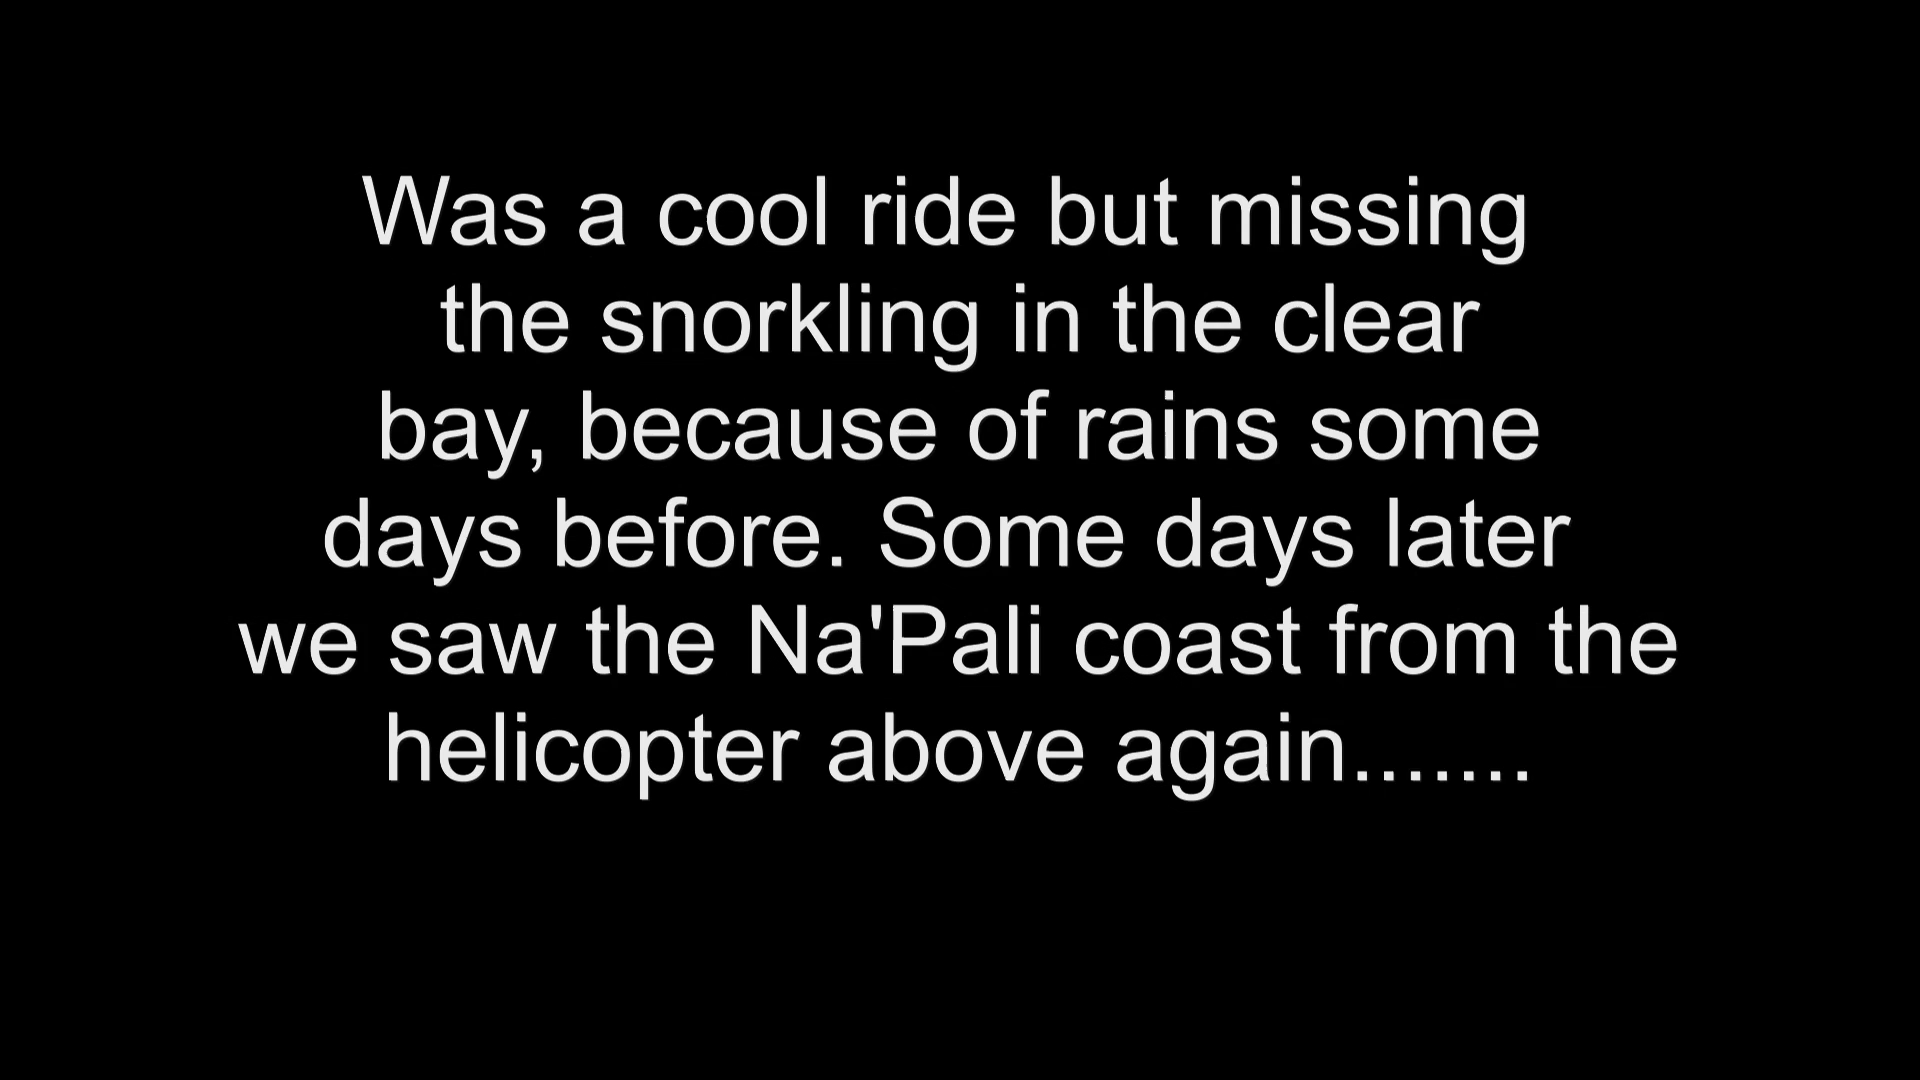 Was a cool ride but missing
the snorkling in the clear
bay, because of rains some
days before. Some days later
we saw the Na'Pali coast from the
helicopter above again.......